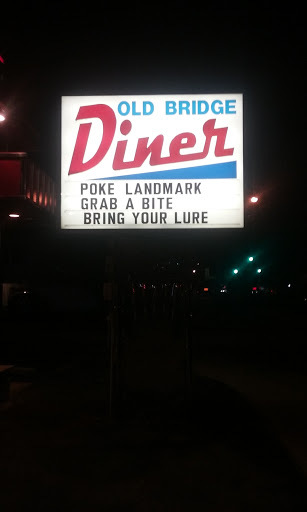 OLD BRIDGE
Diner
POKE LANDMARK
GRAB A BITE
BRING YOUR LURE